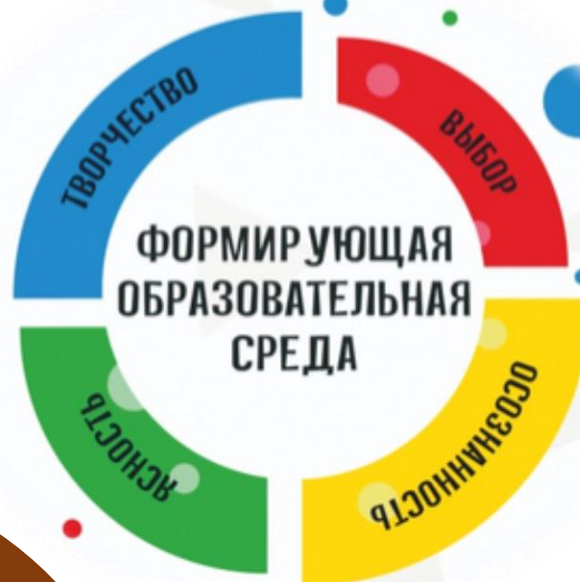 ТВОРЧЕСТВО
ВЫБОР
ФОРМИРУЮЩАЯ
ОБРАЗОВАТЕЛЬНАЯ
СРЕДА
ЯСНОСТЬ
ОСОЗНАННОСТЬ